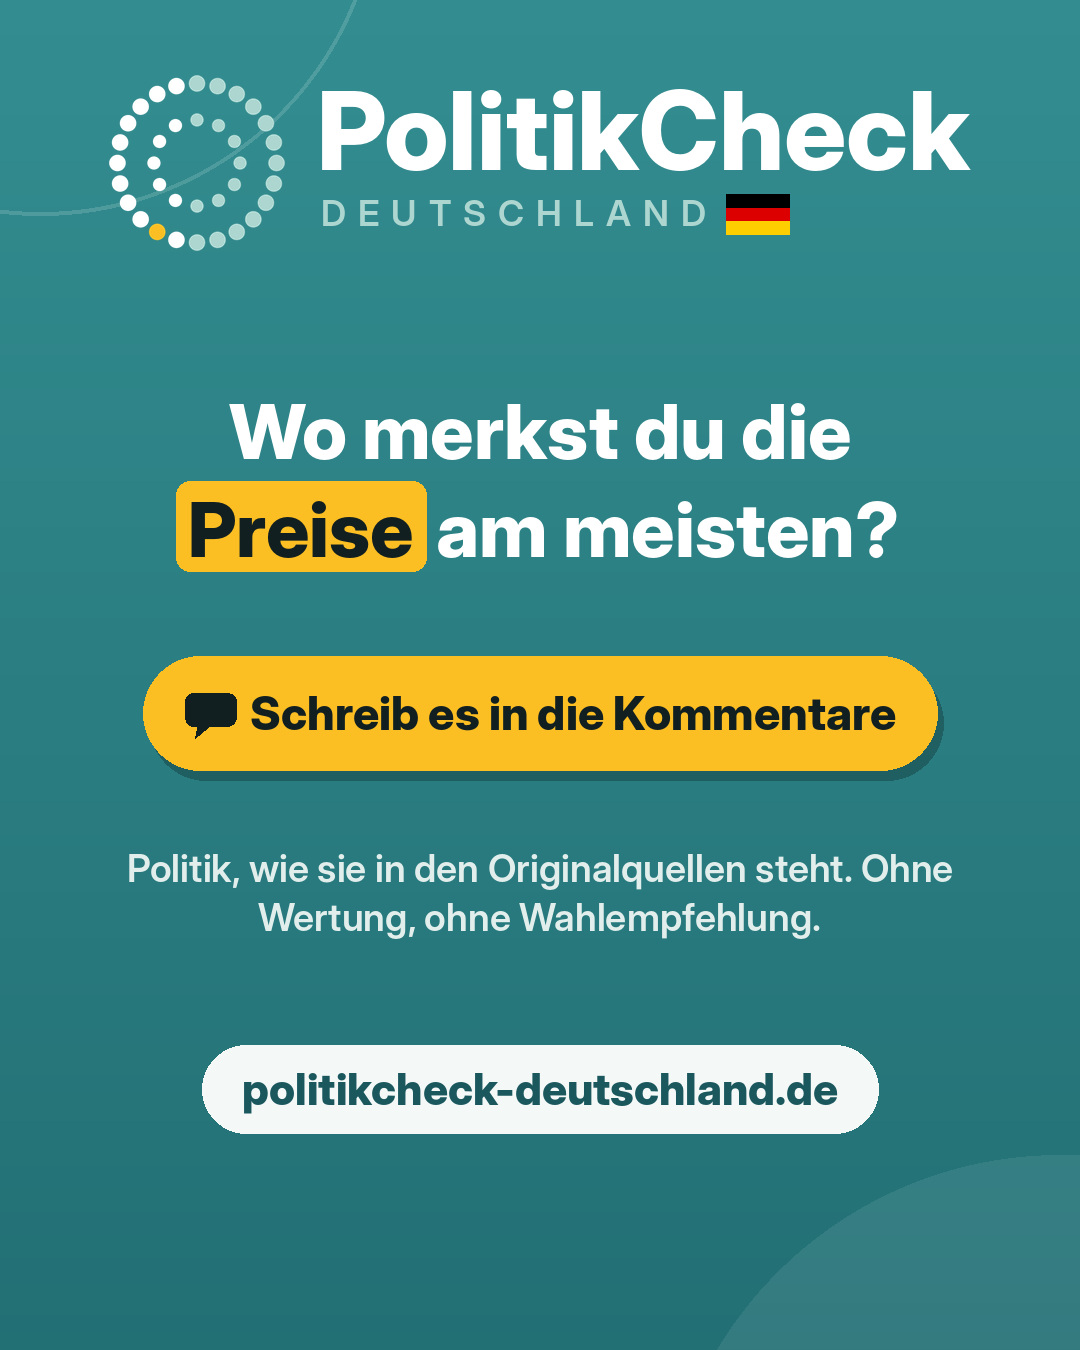 PolitikCheck
DEUTSCHLAND
Wo merkst du die
Preise am meisten?
Schreib es in die Kommentare
Politik, wie sie in den Originalquellen steht. Ohne
Wertung, ohne Wahlempfehlung.
politikcheck-deutschland.de